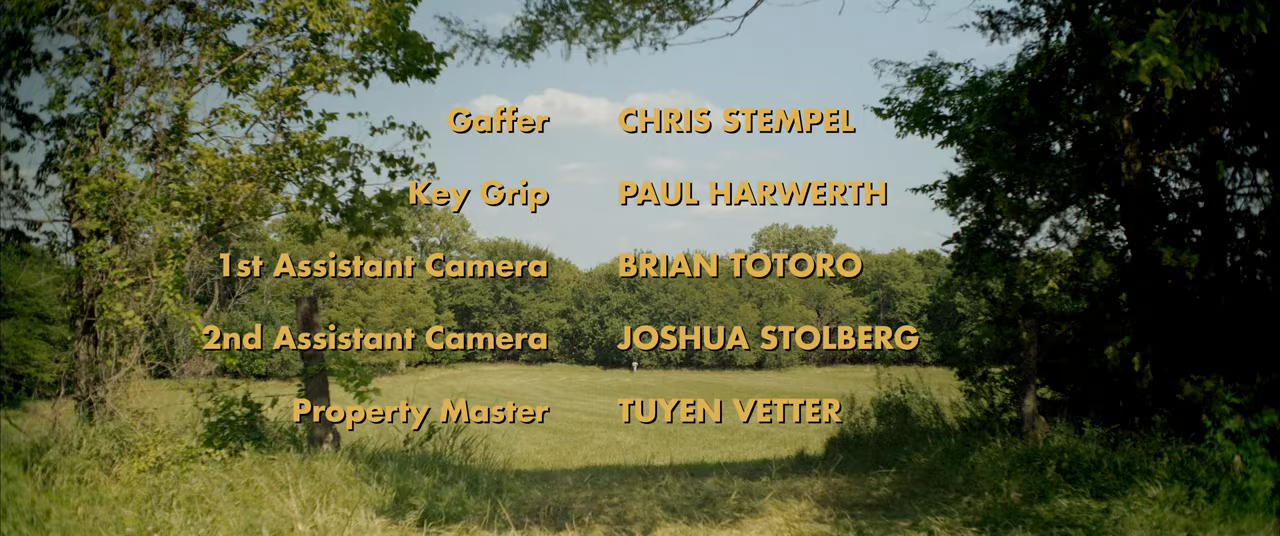 Gaffer CHRIS STEMPEL
Key Grip PAUL HARWERTH
1st Assistant Camera BRIAN TOTORO
2nd Assistant Camera JOSHUA STOLBERG
Property Master TUYEN VETTER